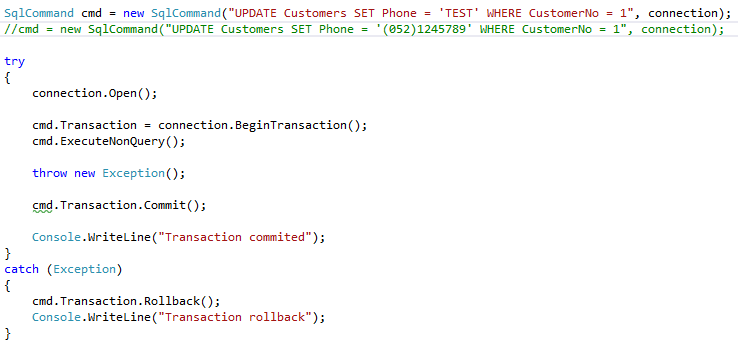 SqlCommand cmd = new SqlCommand("UPDATE Customers SET Phone = 'TEST' WHERE CustomerNo = 1", connection);
//cmd = new SqlCommand("UPDATE Customers SET Phone = '(052)1245789' WHERE CustomerNo = 1", connection);
try
{
    connection.Open();
    cmd.Transaction = connection.BeginTransaction();
    cmd.ExecuteNonQuery();
    throw new Exception();
    cmd.Transaction.Commit();
    Console.WriteLine("Transaction commited");
}
catch (Exception)
{
    cmd.Transaction.Rollback();
    Console.WriteLine("Transaction rollback");
}